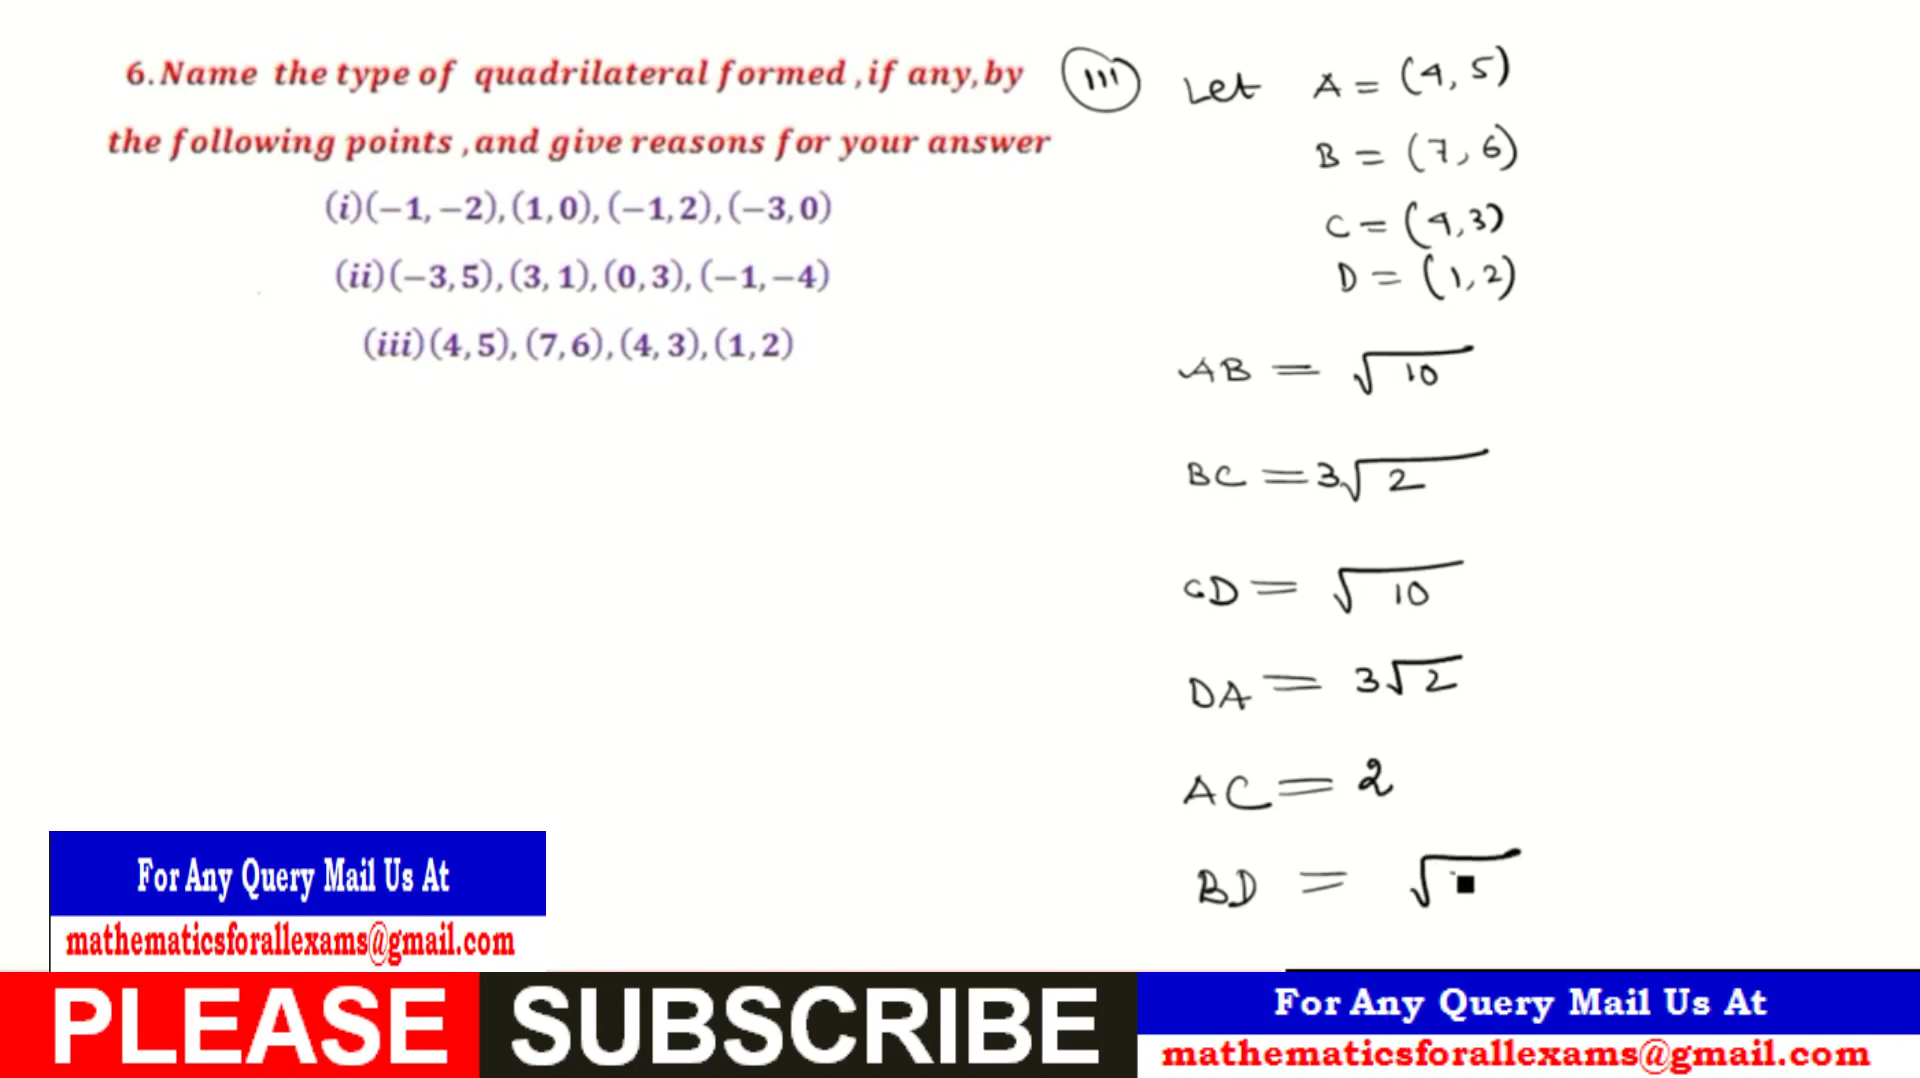 6.Name the type of quadrilateral formed ,if any,by
the following points ,and give reasons for your answer
(i)(−1,−2),(1,0),(−1,2),(−3,0)
(ii)(−3,5),(3,1),(0,3),(−1,−4)
(iii)(4,5),(7,6),(4,3),(1,2)
III Let A = (4,5)
B = (7,6)
C = (4,3)
D = (1,2)
AB = √10
BC = 3√2
CD = √10
DA = 3√2
AC = 2
BD = √
For Any Query Mail Us At
mathematicsforallexams@gmail.com
PLEASE SUBSCRIBE
For Any Query Mail Us At
mathematicsforallexams@gmail.com